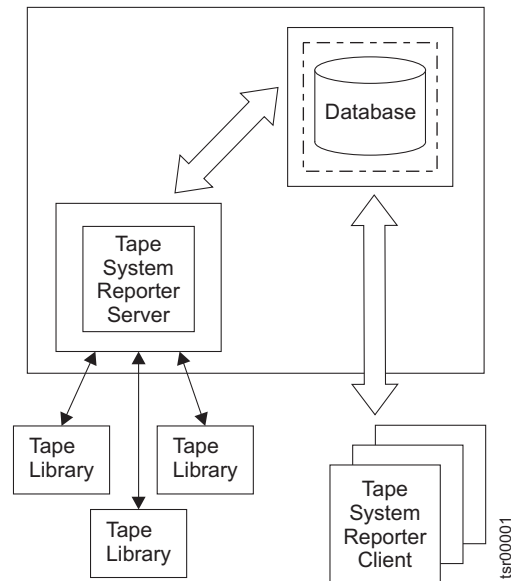 Database
Tape
System
Reporter
Server
Tape
Library
Tape
Library
Tape
Library
Tape
System
Reporter
Client
tsr00001